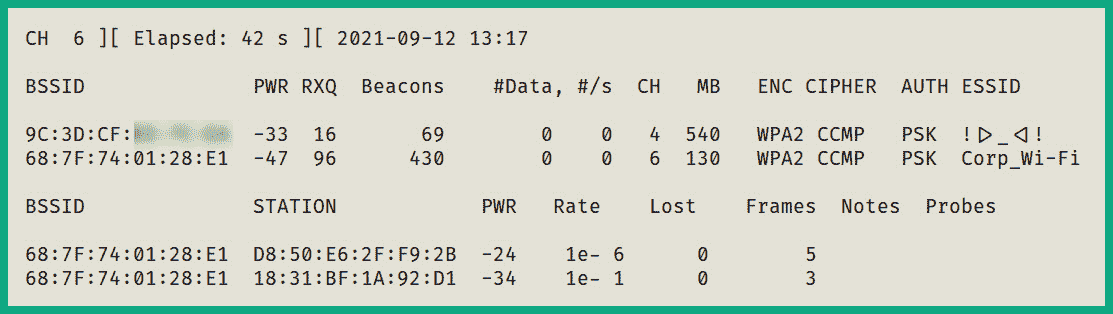 CH  6 ][ Elapsed: 42 s ][ 2021-09-12 13:17
BSSID              PWR RXQ  Beacons    #Data, #/s  CH   MB   ENC CIPHER  AUTH ESSID
9C:3D:CF:          -33  16       69        0    0   4  540   WPA2 CCMP   PSK  !▷_◁!
68:7F:74:01:28:E1  -47  96      430        0    0   6  130   WPA2 CCMP   PSK  Corp_Wi-Fi
BSSID              STATION            PWR   Rate    Lost    Frames  Notes  Probes
68:7F:74:01:28:E1  D8:50:E6:2F:F9:2B  -24    1e- 6      0        5
68:7F:74:01:28:E1  18:31:BF:1A:92:D1  -34    1e- 1      0        3